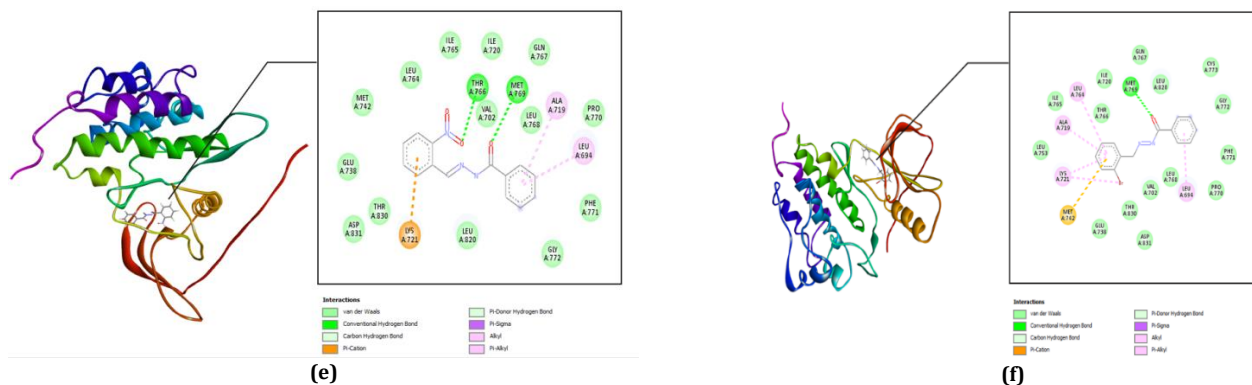 ILE
A:765
ILE
A:720
GLN
A:767
LEU
A:764
THR
A:766
MET
A:769
MET
A:742
VAL
A:702
LEU
A:768
ALA
A:719
PRO
A:770
LEU
A:694
GLU
A:738
THR
A:830
ASP
A:831
LYS
A:721
LEU
A:820
PHE
A:771
GLY
A:772
Interactions
van der Waals
Conventional Hydrogen Bond
Carbon Hydrogen Bond
Pi-Cation
Pi-Donor Hydrogen Bond
Pi-Sigma
Alkyl
Pi-Alkyl
(e)
GLN
A:767
CYS
A:773
ILE
A:720
MET
A:769
LEU
A:820
LEU
A:764
ILE
A:765
THR
A:766
GLY
A:772
ALA
A:719
LEU
A:753
PHE
A:771
LYS
A:721
LEU
A:768
VAL
A:702
LEU
A:694
PRO
A:770
MET
A:742
THR
A:830
GLU
A:738
ASP
A:831
Interactions
van der Waals
Conventional Hydrogen Bond
Carbon Hydrogen Bond
Pi-Cation
Pi-Donor Hydrogen Bond
Pi-Sigma
Alkyl
Pi-Alkyl
(f)